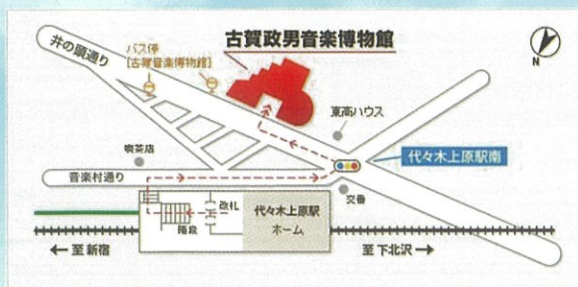 古賀政男音楽博物館
井の頭通り
バス停
[古賀音楽博物館]
N
東高ハウス
喫茶店
代々木上原駅南
音楽村通り
交番
改札
階段
代々木上原駅
ホーム
← 至 新宿
至 下北沢 →